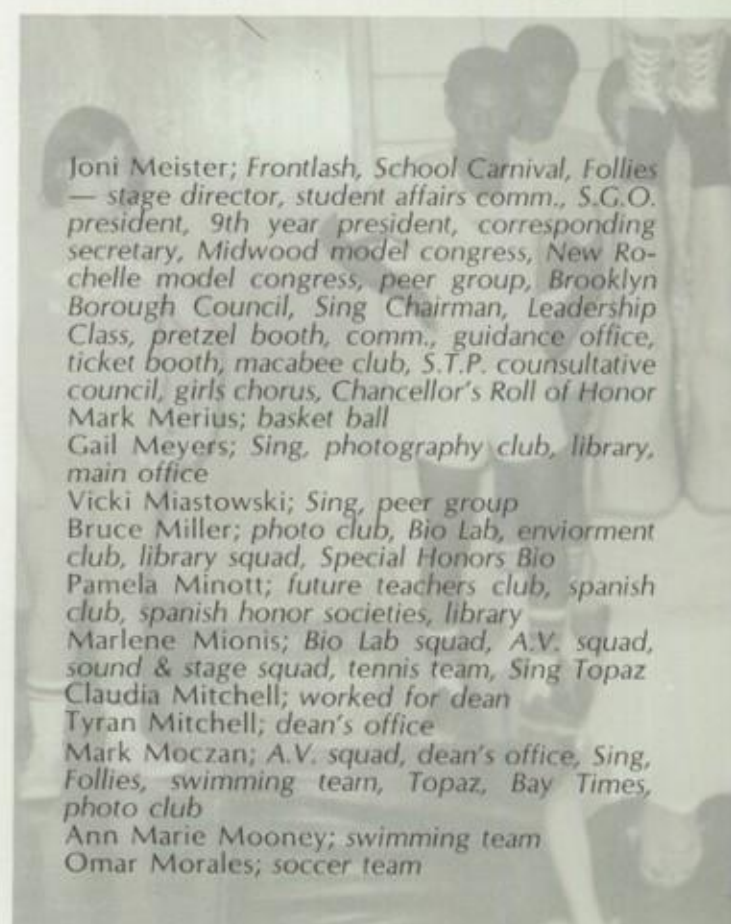 Joni Meister; Frontlash, School Carnival, Follies
— stage director, student affairs comm., S.G.O.
president, 9th year president, corresponding
secretary, Midwood model congress, New Ro-
chelle model congress, peer group, Brooklyn
Borough Council, Sing Chairman, Leadership
Class, pretzel booth, comm., guidance office,
ticket booth, macabee club, S.T.P. counsultative
council, girls chorus, Chancellor's Roll of Honor
Mark Merius; basket ball
Gail Meyers; Sing, photography club, library,
main office
Vicki Miastowski; Sing, peer group
Bruce Miller; photo club, Bio Lab, enviorment
club, library squad, Special Honors Bio
Pamela Minott; future teachers club, spanish
club, spanish honor societies, library
Marlene Mionis; Bio Lab squad, A.V. squad,
sound & stage squad, tennis team, Sing Topaz
Claudia Mitchell; worked for dean
Tyran Mitchell; dean's office
Mark Moczan; A.V. squad, dean's office, Sing,
Follies, swimming team, Topaz, Bay Times,
photo club
Ann Marie Mooney; swimming team
Omar Morales; soccer team